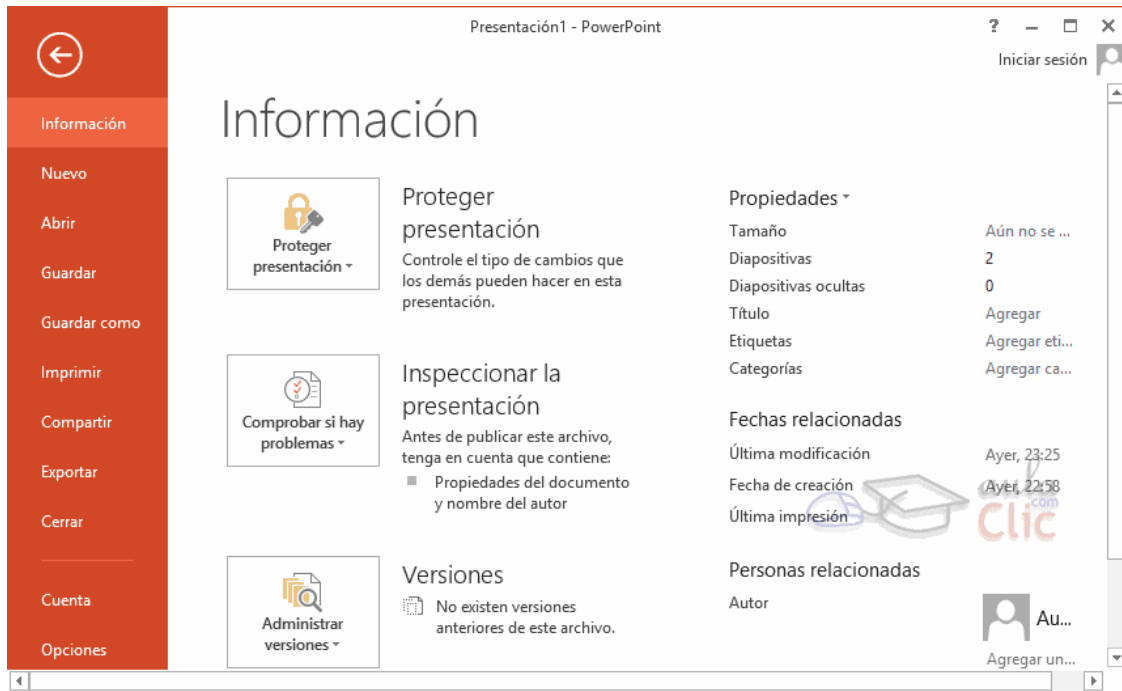 Presentación1 - PowerPoint
?
Iniciar sesión
Información
Nuevo
Abrir
Guardar
Guardar como
Imprimir
Compartir
Exportar
Cerrar
Cuenta
Opciones
Información
Proteger
presentación
Proteger
presentación
Controle el tipo de cambios que
los demás pueden hacer en esta
presentación.
Comprobar si hay
problemas
Inspeccionar la
presentación
Antes de publicar este archivo,
tenga en cuenta que contiene:
Propiedades del documento
y nombre del autor
Administrar
versiones
Versiones
No existen versiones
anteriores de este archivo.
Propiedades
Tamaño Aún no se ...
Diapositivas 2
Diapositivas ocultas 0
Título Agregar
Etiquetas Agregar eti...
Categorías Agregar ca...
Fechas relacionadas
Última modificación Ayer, 23:25
Fecha de creación Ayer, 22:58
Última impresión
aula
.com
Clic
Personas relacionadas
Autor Au...
Agregar un...